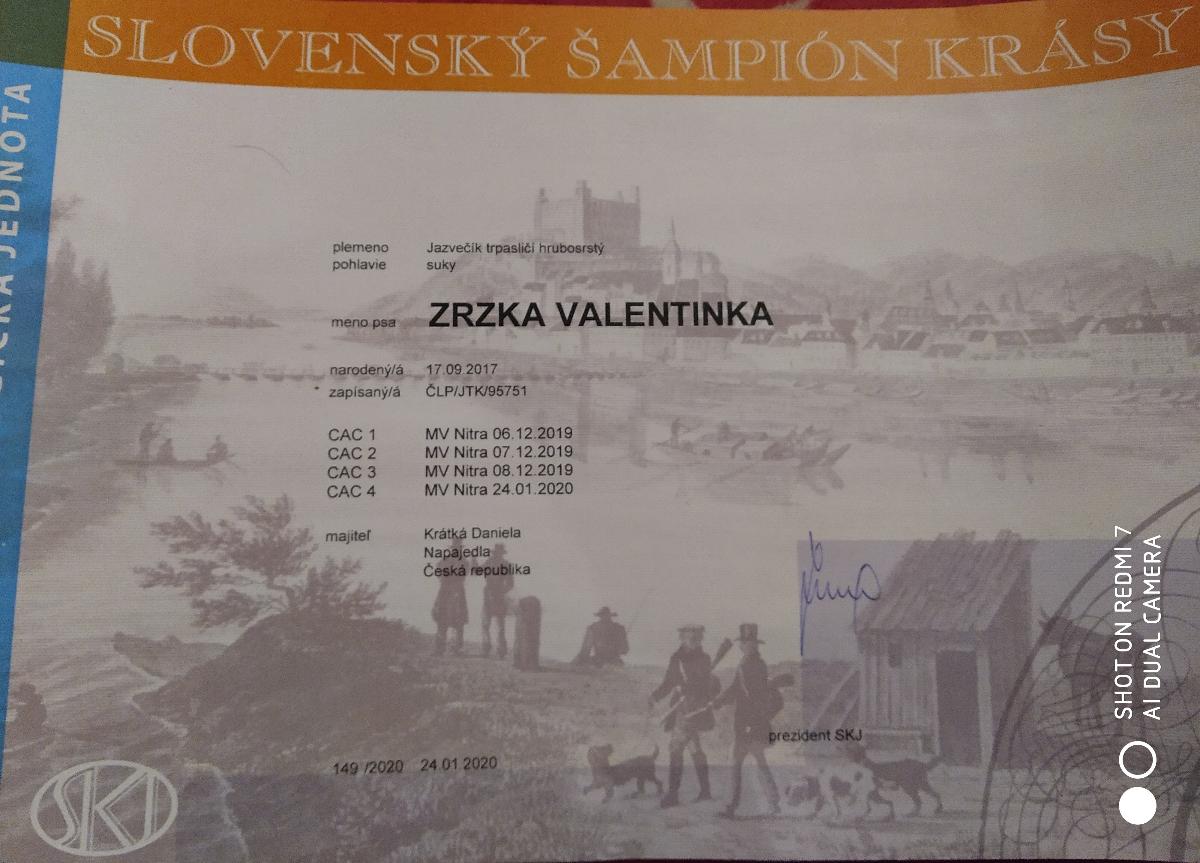 SLOVENSKÝ ŠAMPIÓN KRÁSY
JEDNOTA
plemeno Jazvečík trpasličí hrubosrstý
pohlavie suky
meno psa ZRZKA VALENTINKA
narodený/á 17.09.2017
* zapísaný/á ČLP/JTK/95751
CAC 1 MV Nitra 06.12.2019
CAC 2 MV Nitra 07.12.2019
CAC 3 MV Nitra 08.12.2019
CAC 4 MV Nitra 24.01.2020
majiteľ Krátká Daniela
Napajedla
Česká republika
prezident SKJ
149 /2020 24.01 2020
SKJ
SHOT ON REDMI 7
AI DUAL CAMERA